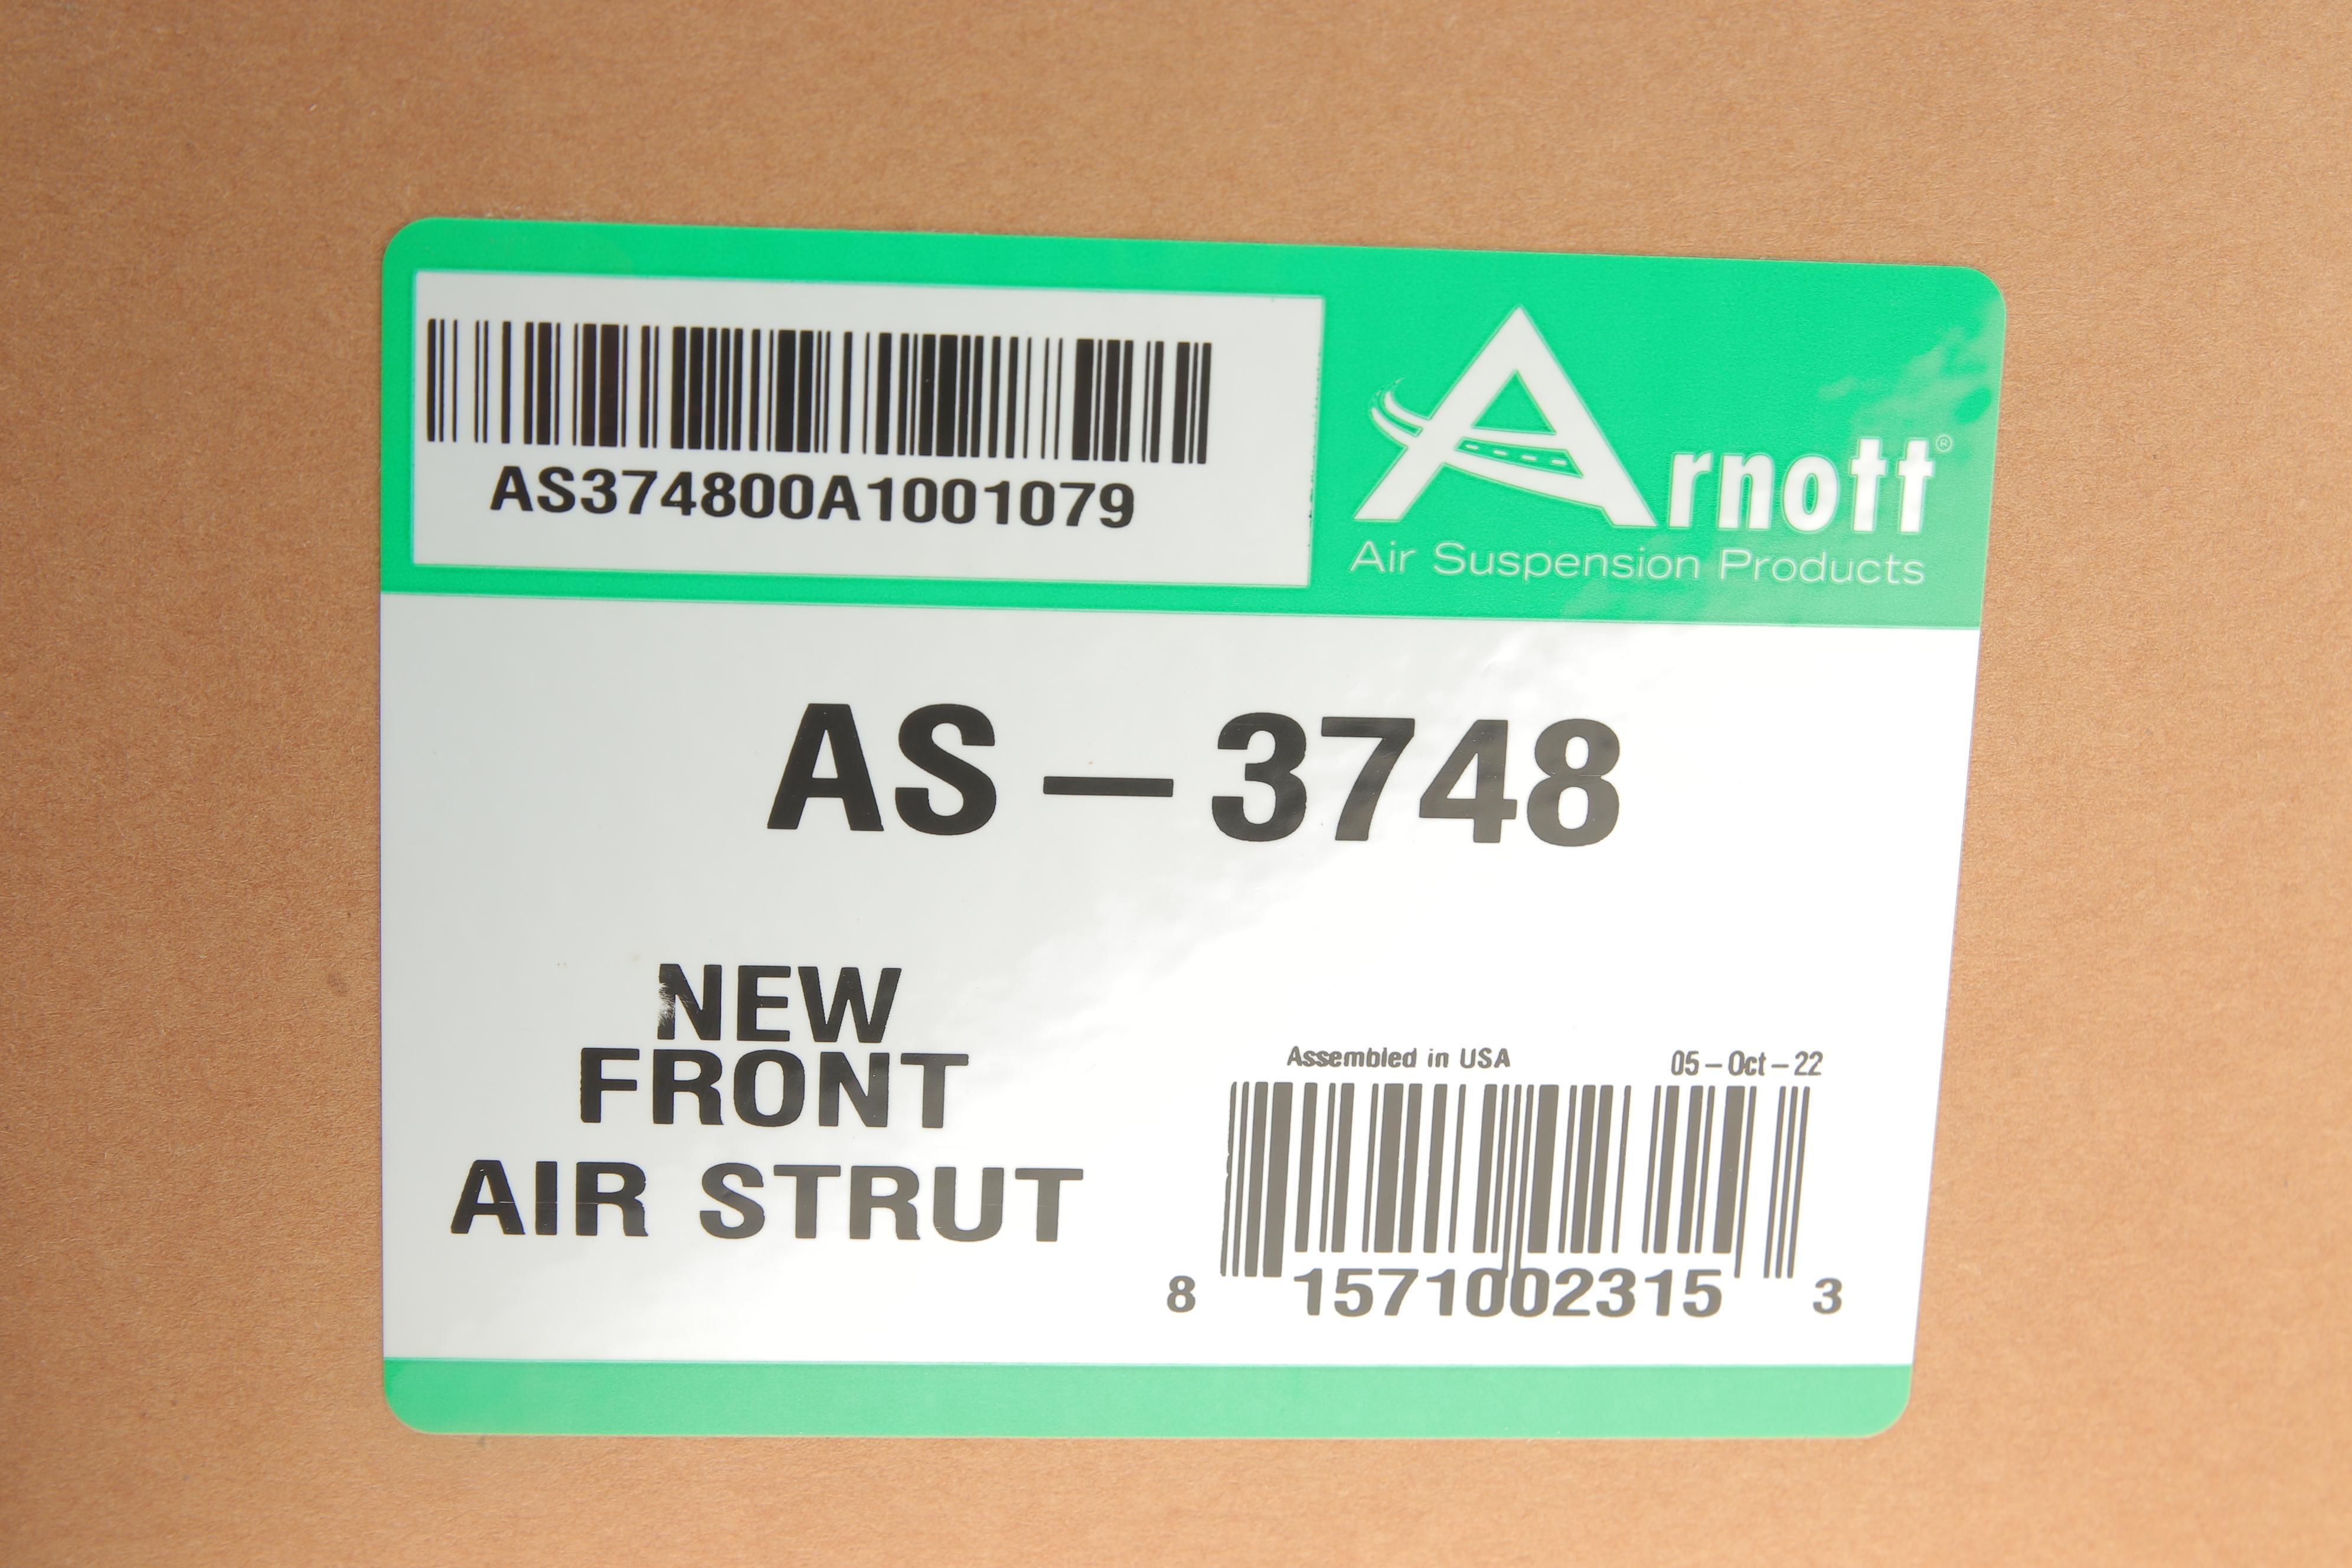 AS374800A1001079
Arnott®
Air Suspension Products
AS-3748
NEW
FRONT
AIR STRUT
Assembled in USA 05-Oct-22
8 1571002315 3